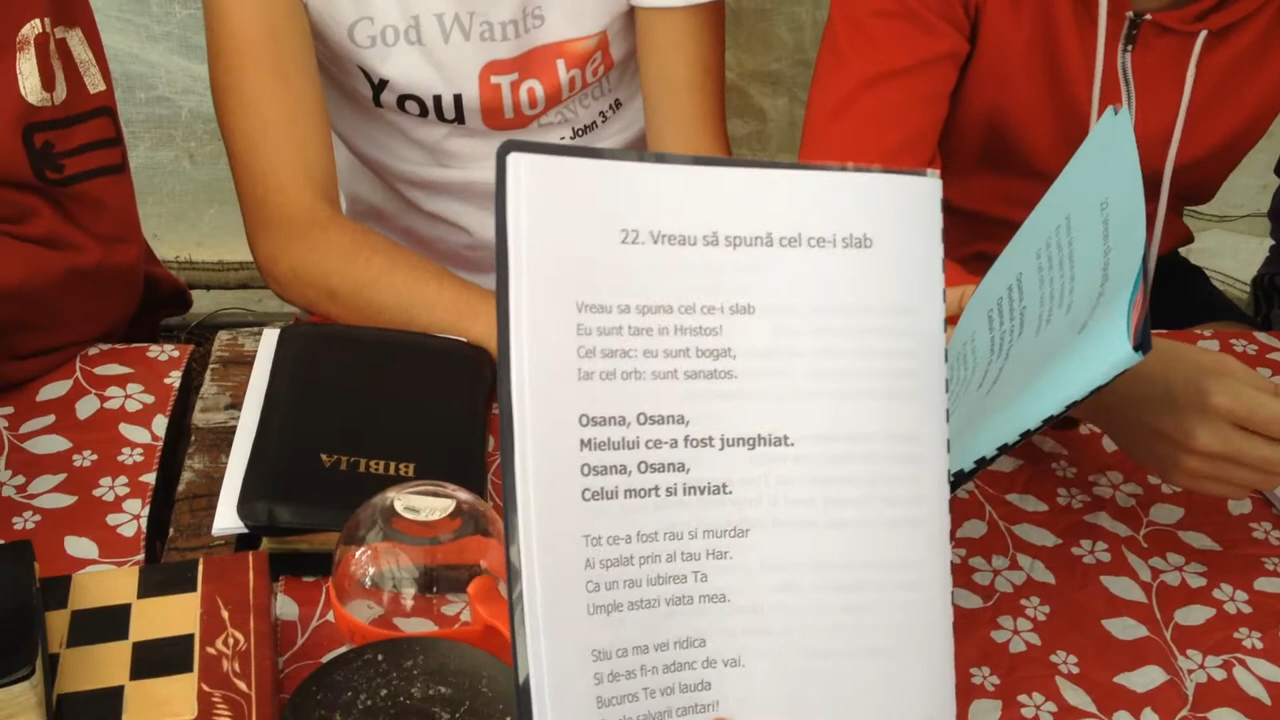 God Wants
You To be
Saved!
- John 3:16
BIBLIA
22. Vreau să spună cel ce-i slab
Vreau sa spuna cel ce-i slab
Eu sunt tare in Hristos!
Cel sarac: eu sunt bogat,
Iar cel orb: sunt sanatos.
Osana, Osana,
Mielului ce-a fost junghiat.
Osana, Osana,
Celui mort si inviat.
Tot ce-a fost rau si murdar
Ai spalat prin al tau Har.
Ca un rau iubirea Ta
Umple astazi viata mea.
Stiu ca ma vei ridica
Si de-as fi-n adanc de vai.
Bucuros Te voi lauda
salvarii cantari!